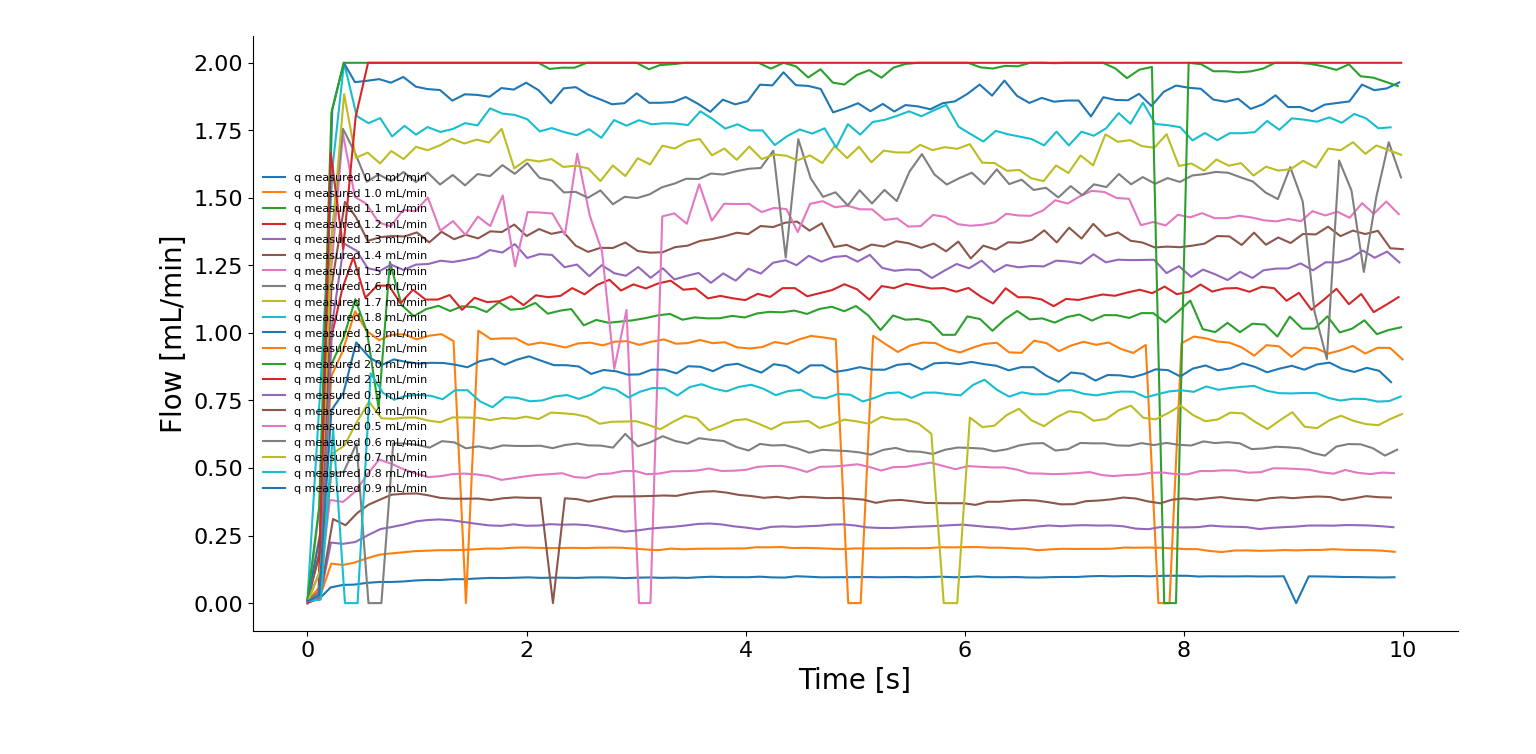 2.00
1.75
1.50
1.25
1.00
0.75
0.50
0.25
0.00
Flow [mL/min]
q measured 0.1 mL/min
q measured 1.0 mL/min
q measured 1.1 mL/min
q measured 1.2 mL/min
q measured 1.3 mL/min
q measured 1.4 mL/min
q measured 1.5 mL/min
q measured 1.6 mL/min
q measured 1.7 mL/min
q measured 1.8 mL/min
q measured 1.9 mL/min
q measured 0.2 mL/min
q measured 2.0 mL/min
q measured 2.1 mL/min
q measured 0.3 mL/min
q measured 0.4 mL/min
q measured 0.5 mL/min
q measured 0.6 mL/min
q measured 0.7 mL/min
q measured 0.8 mL/min
q measured 0.9 mL/min
0 2 4 6 8 10
Time [s]